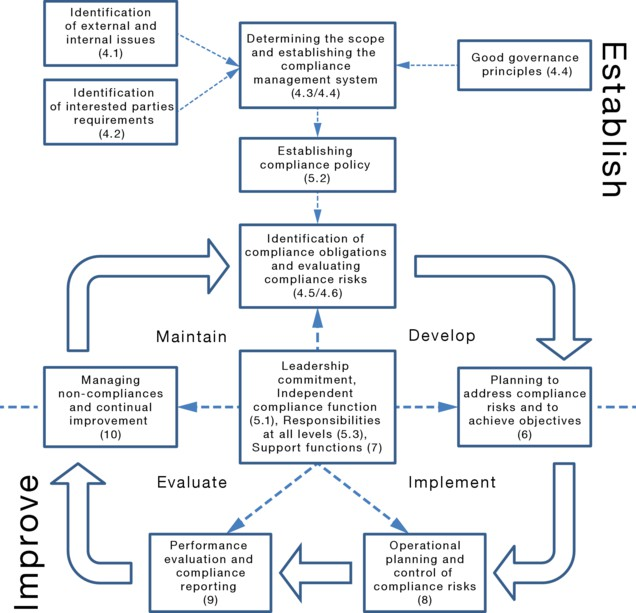 Identification
of external and
internal issues
(4.1)
Identification
of interested parties
requirements
(4.2)
Determining the scope
and establishing the
compliance
management system
(4.3/4.4)
Good governance
principles (4.4)
Establish
Establishing
compliance policy
(5.2)
Identification of
compliance obligations
and evaluating
compliance risks
(4.5/4.6)
Maintain
Develop
Managing
non-compliances
and continual
improvement
(10)
Leadership
commitment,
Independent
compliance function
(5.1), Responsibilities
at all levels (5.3),
Support functions (7)
Planning to
address compliance
risks and to
achieve objectives
(6)
Evaluate
Implement
Improve
Performance
evaluation and
compliance
reporting
(9)
Operational
planning and
control of
compliance risks
(8)